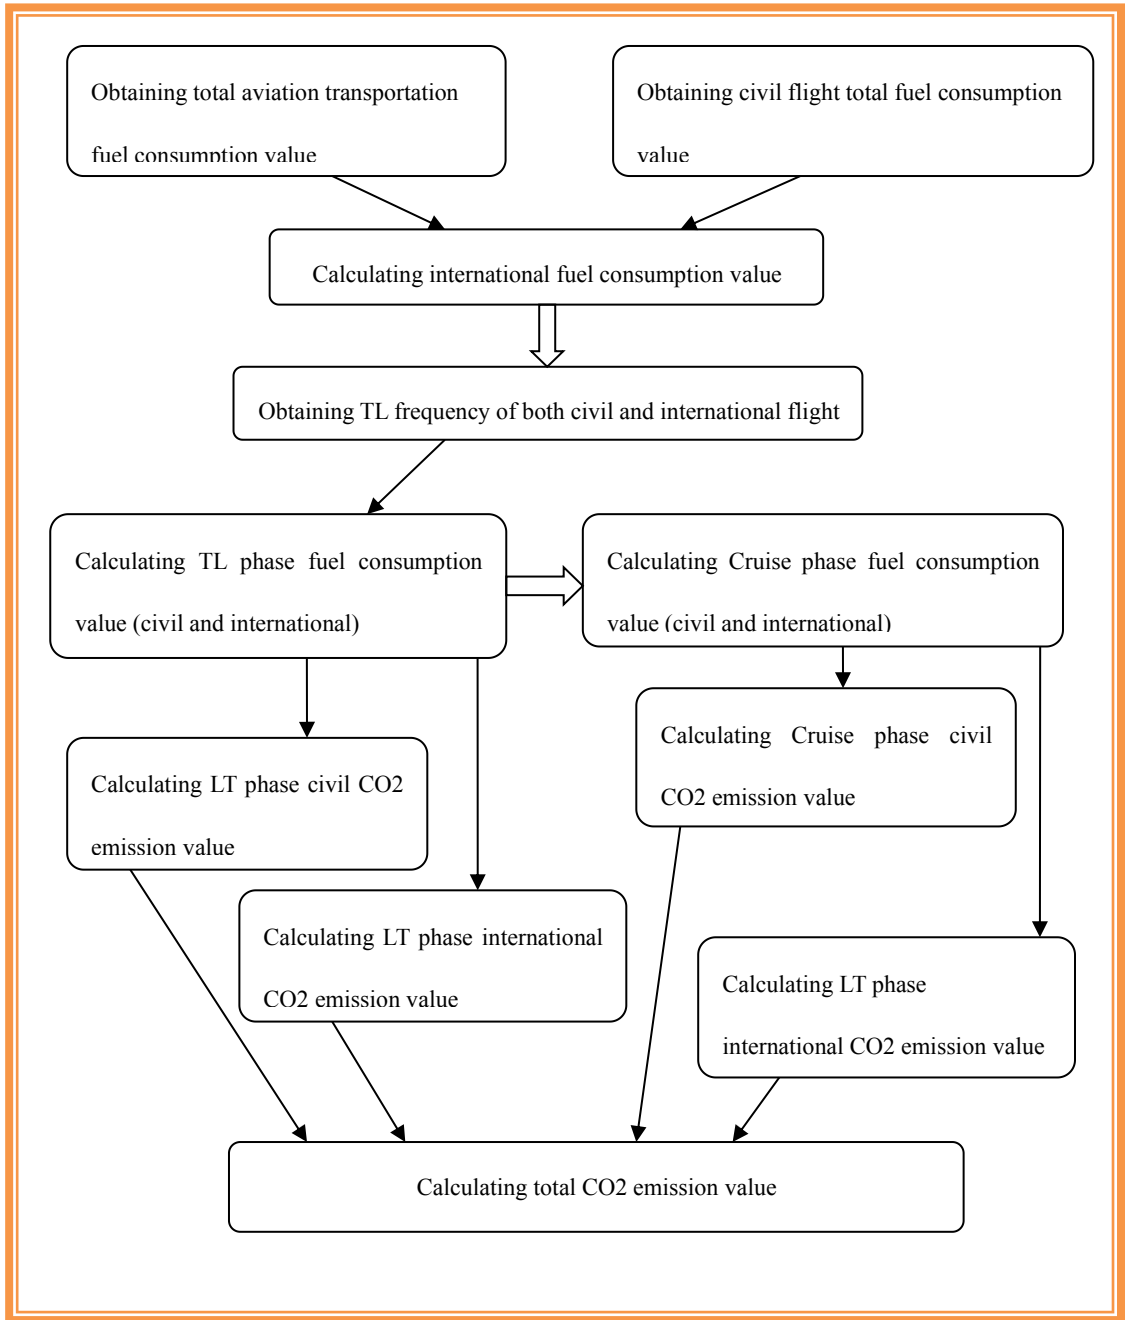 Obtaining total aviation transportation
fuel consumption value
Obtaining civil flight total fuel consumption
value
Calculating international fuel consumption value
Obtaining TL frequency of both civil and international flight
Calculating TL phase fuel consumption
value (civil and international)
Calculating Cruise phase fuel consumption
value (civil and international)
Calculating Cruise phase civil
CO2 emission value
Calculating LT phase civil CO2
emission value
Calculating LT phase international
CO2 emission value
Calculating LT phase
international CO2 emission value
Calculating total CO2 emission value